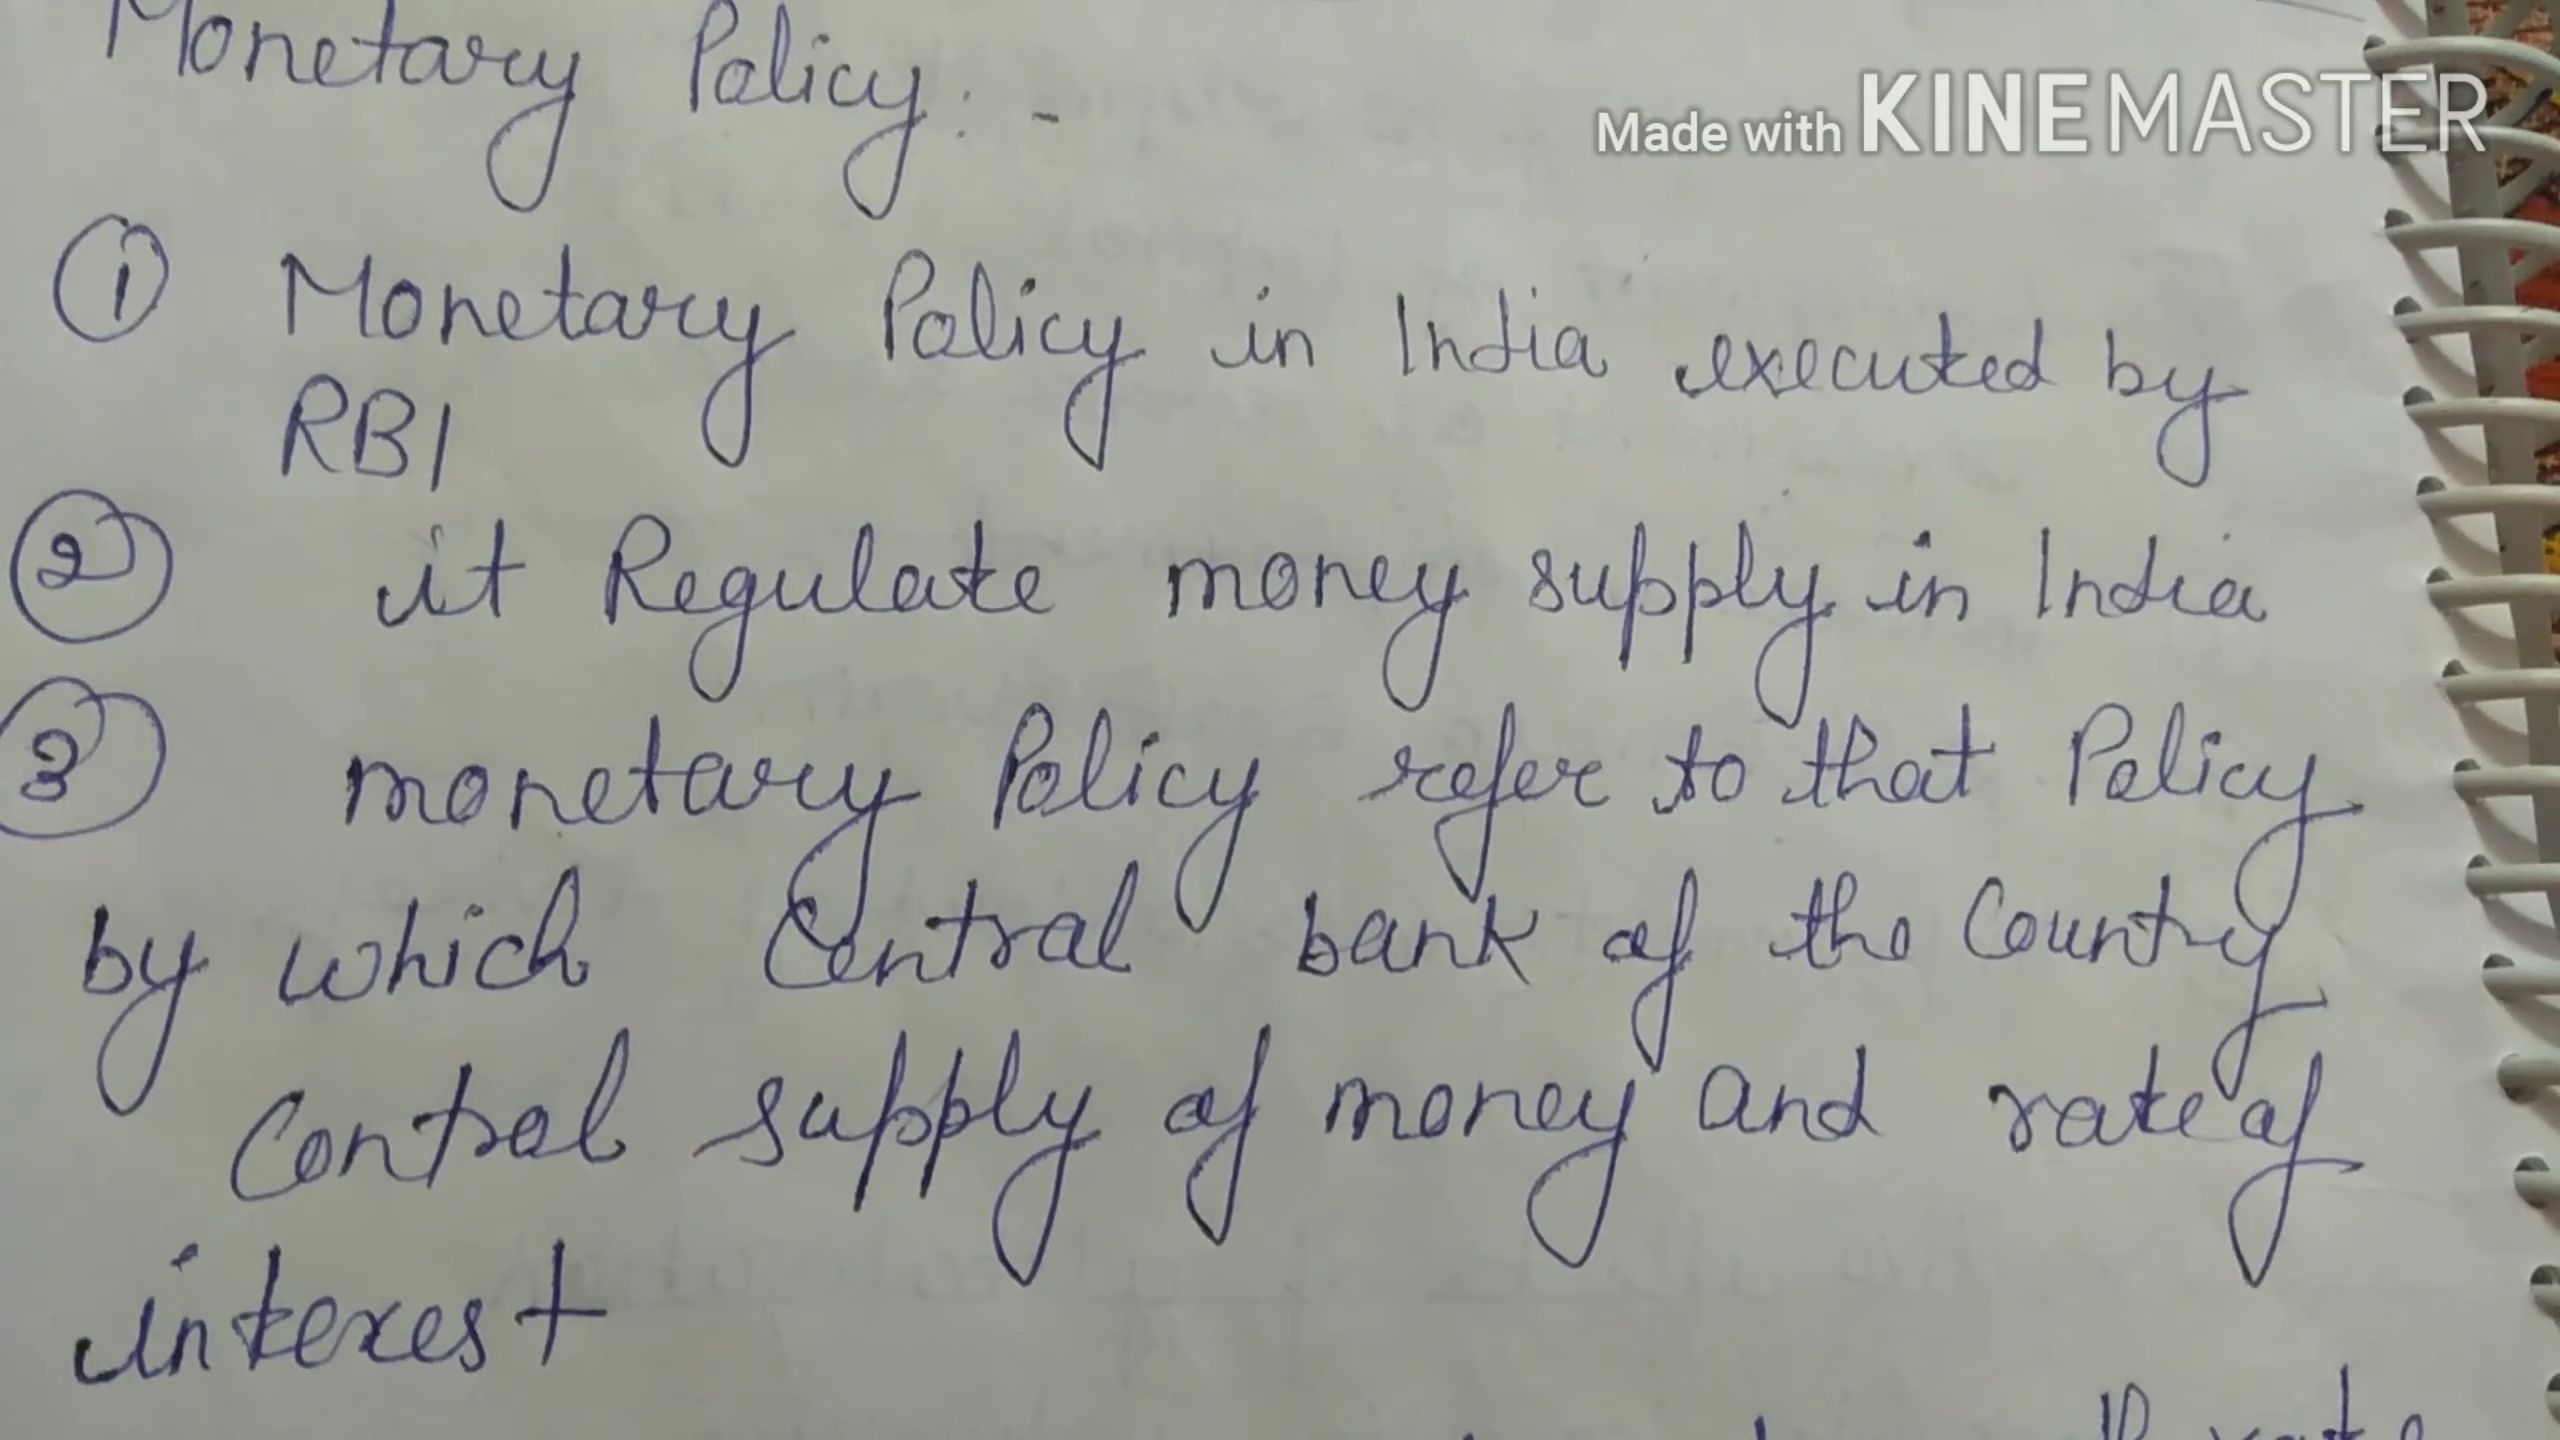 Monetary Policy:-
Made with KINEMASTER
① Monetary Policy in India executed by
RBI
② it Regulate money supply in India
③ monetary Policy refer to that Policy
by which Central bank of the Country
Control supply of money and rate of
interest